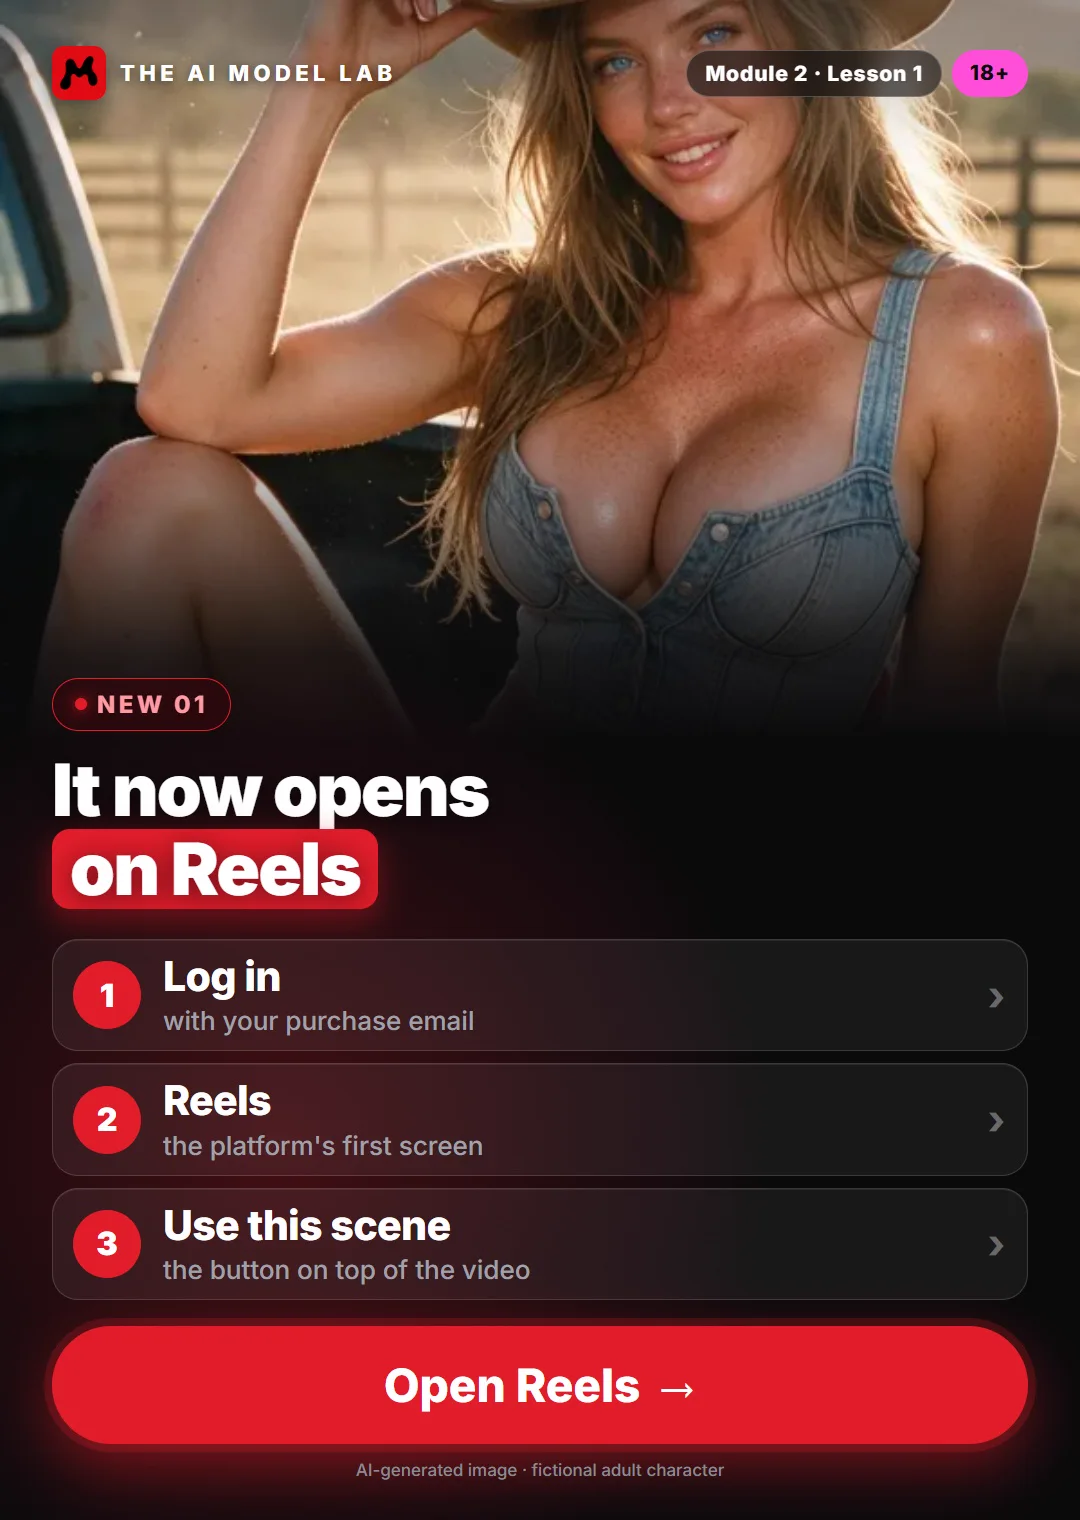 THE AI MODEL LAB
Module 2 · Lesson 1
18+
NEW 01
It now opens
on Reels
1
Log in
with your purchase email
›
2
Reels
the platform's first screen
›
3
Use this scene
the button on top of the video
›
Open Reels →
AI-generated image · fictional adult character